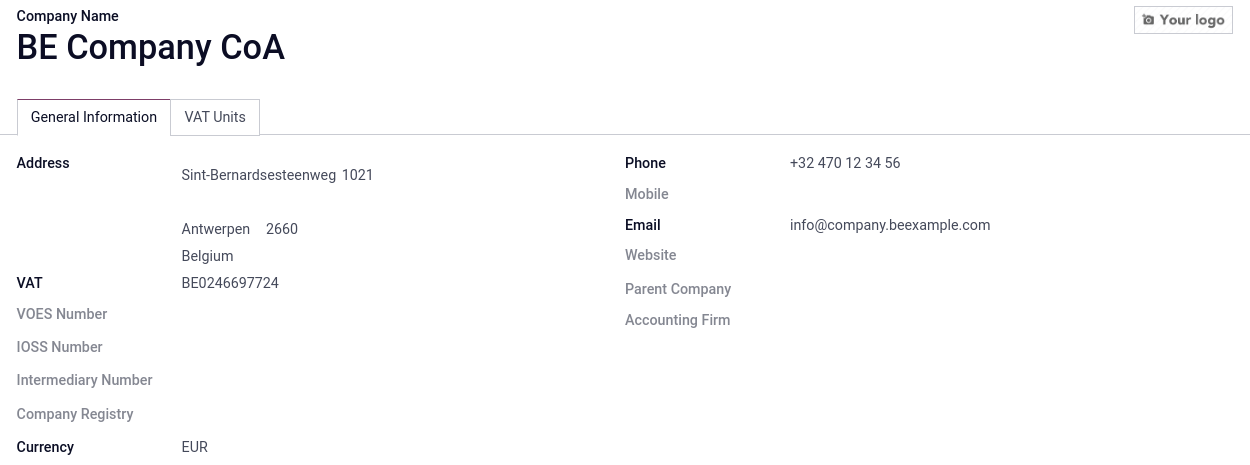 Company Name
BE Company CoA
Your logo
General Information
VAT Units
Address
Sint-Bernardsesteenweg 1021
Antwerpen 2660
Belgium
VAT BE0246697724
VOES Number
IOSS Number
Intermediary Number
Company Registry
Currency EUR
Phone +32 470 12 34 56
Mobile
Email info@company.beexample.com
Website
Parent Company
Accounting Firm